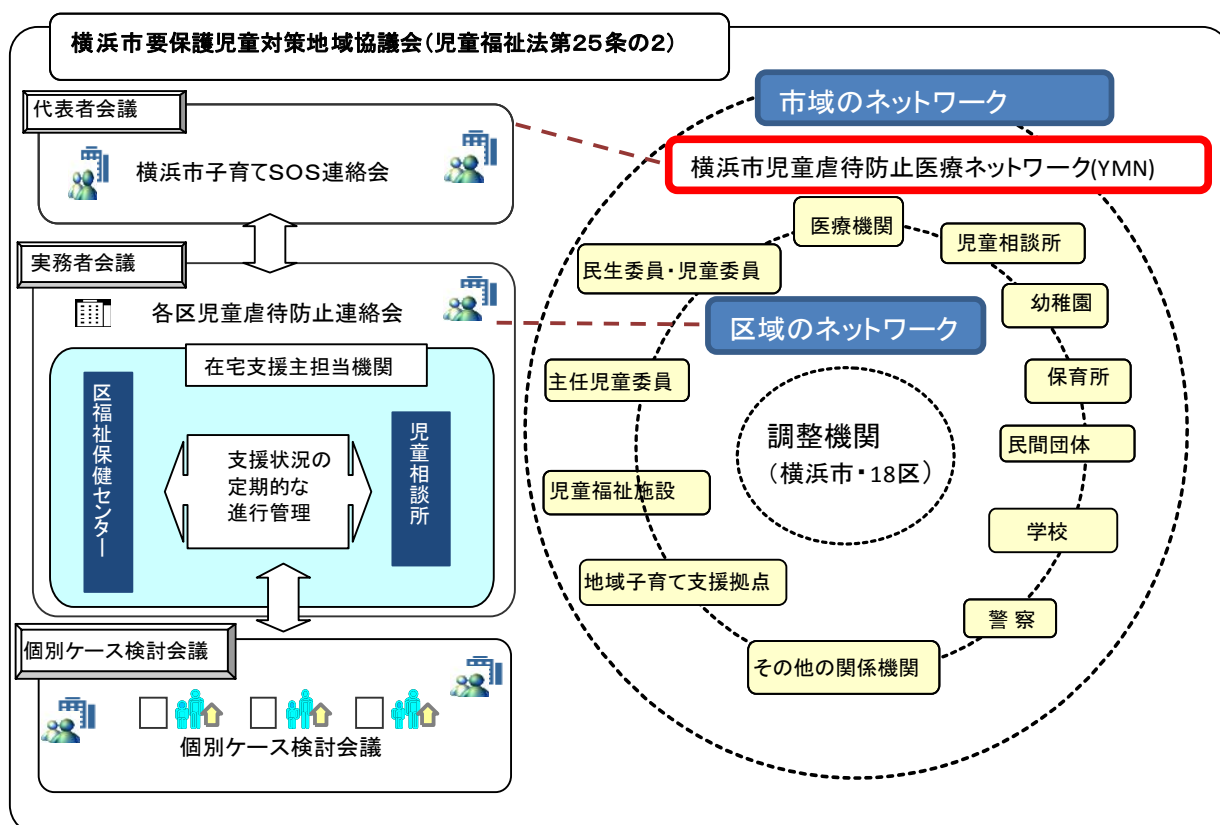 横浜市要保護児童対策地域協議会(児童福祉法第25条の2)
代表者会議
横浜市子育てSOS連絡会
実務者会議
各区児童虐待防止連絡会
在宅支援主担当機関
区福祉保健センター
支援状況の
定期的な
進行管理
児童相談所
個別ケース検討会議
個別ケース検討会議
市域のネットワーク
横浜市児童虐待防止医療ネットワーク(YMN)
医療機関
児童相談所
民生委員・児童委員
幼稚園
区域のネットワーク
主任児童委員
保育所
調整機関
(横浜市・18区)
民間団体
児童福祉施設
学校
地域子育て支援拠点
警察
その他の関係機関